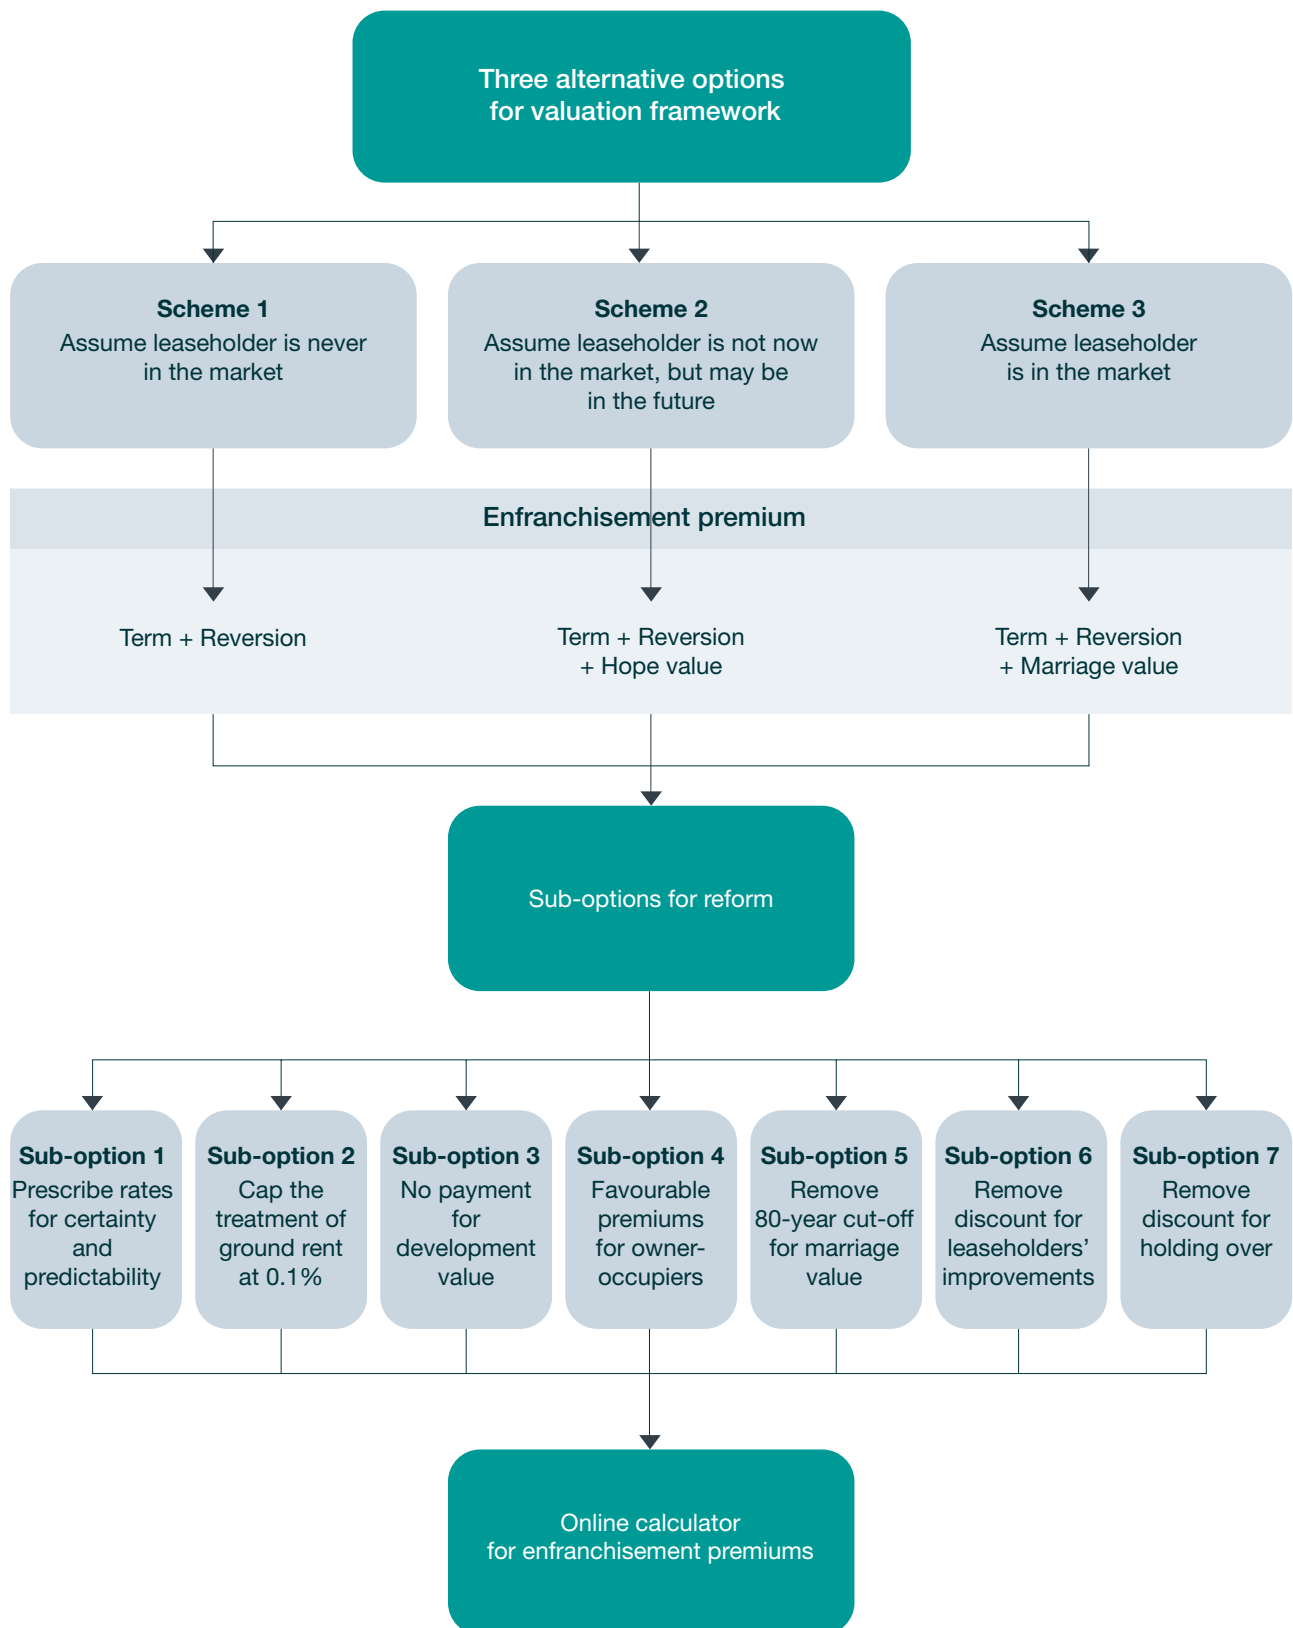 Three alternative options
for valuation framework
Scheme 1
Assume leaseholder is never
in the market
Scheme 2
Assume leaseholder is not now
in the market, but may be
in the future
Scheme 3
Assume leaseholder
is in the market
Enfranchisement premium
Term + Reversion
Term + Reversion
+ Hope value
Term + Reversion
+ Marriage value
Sub-options for reform
Sub-option 1
Prescribe rates
for certainty
and
predictability
Sub-option 2
Cap the
treatment of
ground rent
at 0.1%
Sub-option 3
No payment
for
development
value
Sub-option 4
Favourable
premiums
for owner-
occupiers
Sub-option 5
Remove
80-year cut-off
for marriage
value
Sub-option 6
Remove
discount for
leaseholders’
improvements
Sub-option 7
Remove
discount for
holding over
Online calculator
for enfranchisement premiums